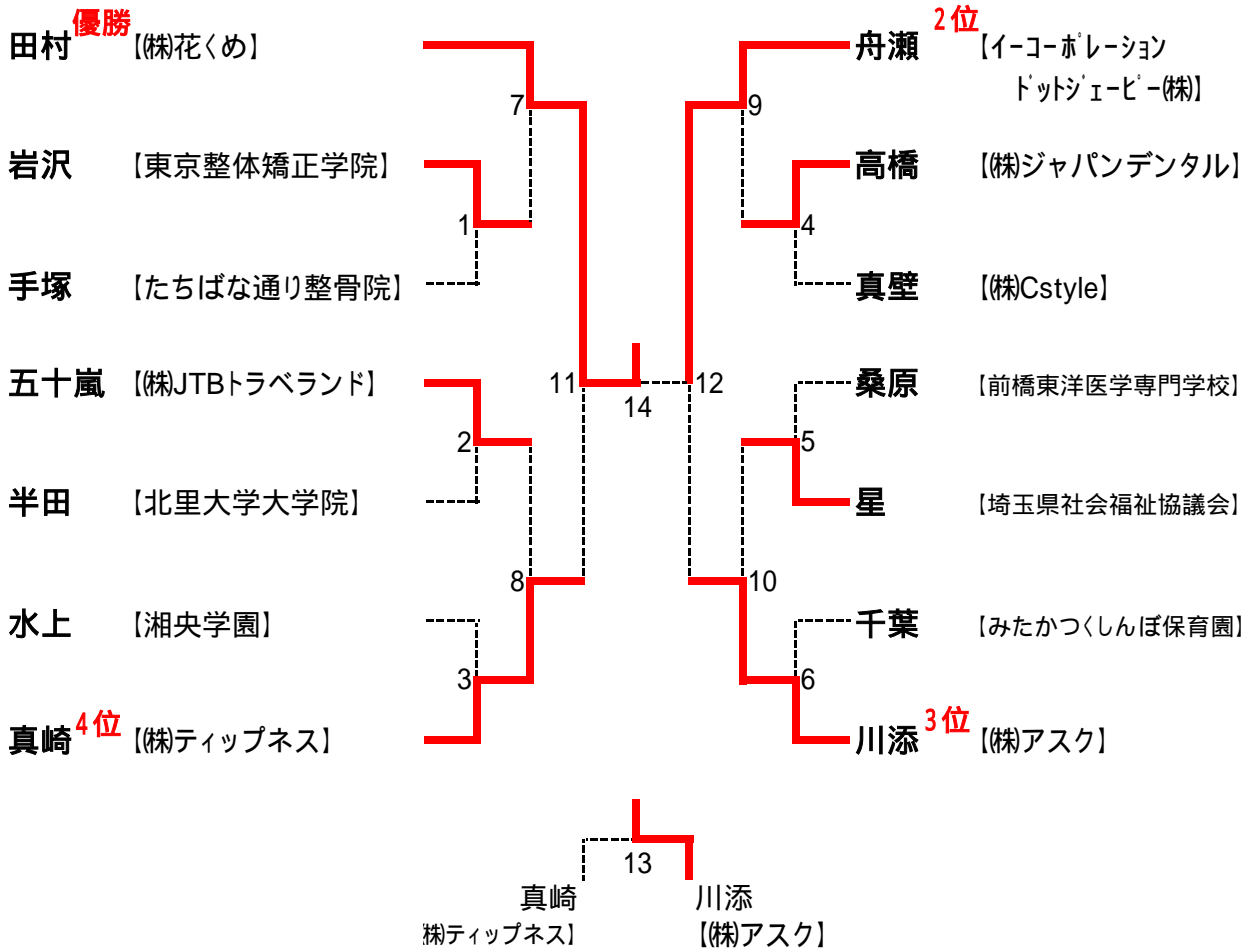 優勝
田村 【㈱花くめ】
7
岩沢 【東京整体矯正学院】
1
手塚 【たちばな通り整骨院】
五十嵐 【㈱JTBトラベランド】
11
2
半田 【北里大学大学院】
8
水上 【湘央学園】
3
真崎 4位 【㈱ティップネス】
14
2位
舟瀬 【イーコーポレーション
ドットジェーピー㈱】
9
高橋 【㈱ジャパンデンタル】
4
真壁 【㈱Cstyle】
12
桑原 【前橋東洋医学専門学校】
5
星 【埼玉県社会福祉協議会】
10
千葉 【みたかつくしんぼ保育園】
6
川添 3位 【㈱アスク】
13
真崎 川添
㈱ティップネス】 【㈱アスク】